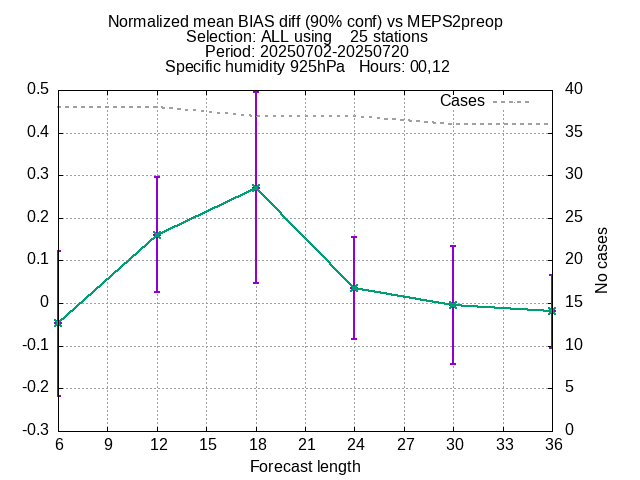 Normalized mean BIAS diff (90% conf) vs MEPS2preop
Selection: ALL using    25 stations
Period: 20250702-20250720
Specific humidity 925hPa   Hours: 00,12
Cases
0.5
0.4
0.3
0.2
0.1
0
-0.1
-0.2
-0.3
40
35
30
25
20
15
10
5
0
No cases
6 9 12 15 18 21 24 27 30 33 36
Forecast length